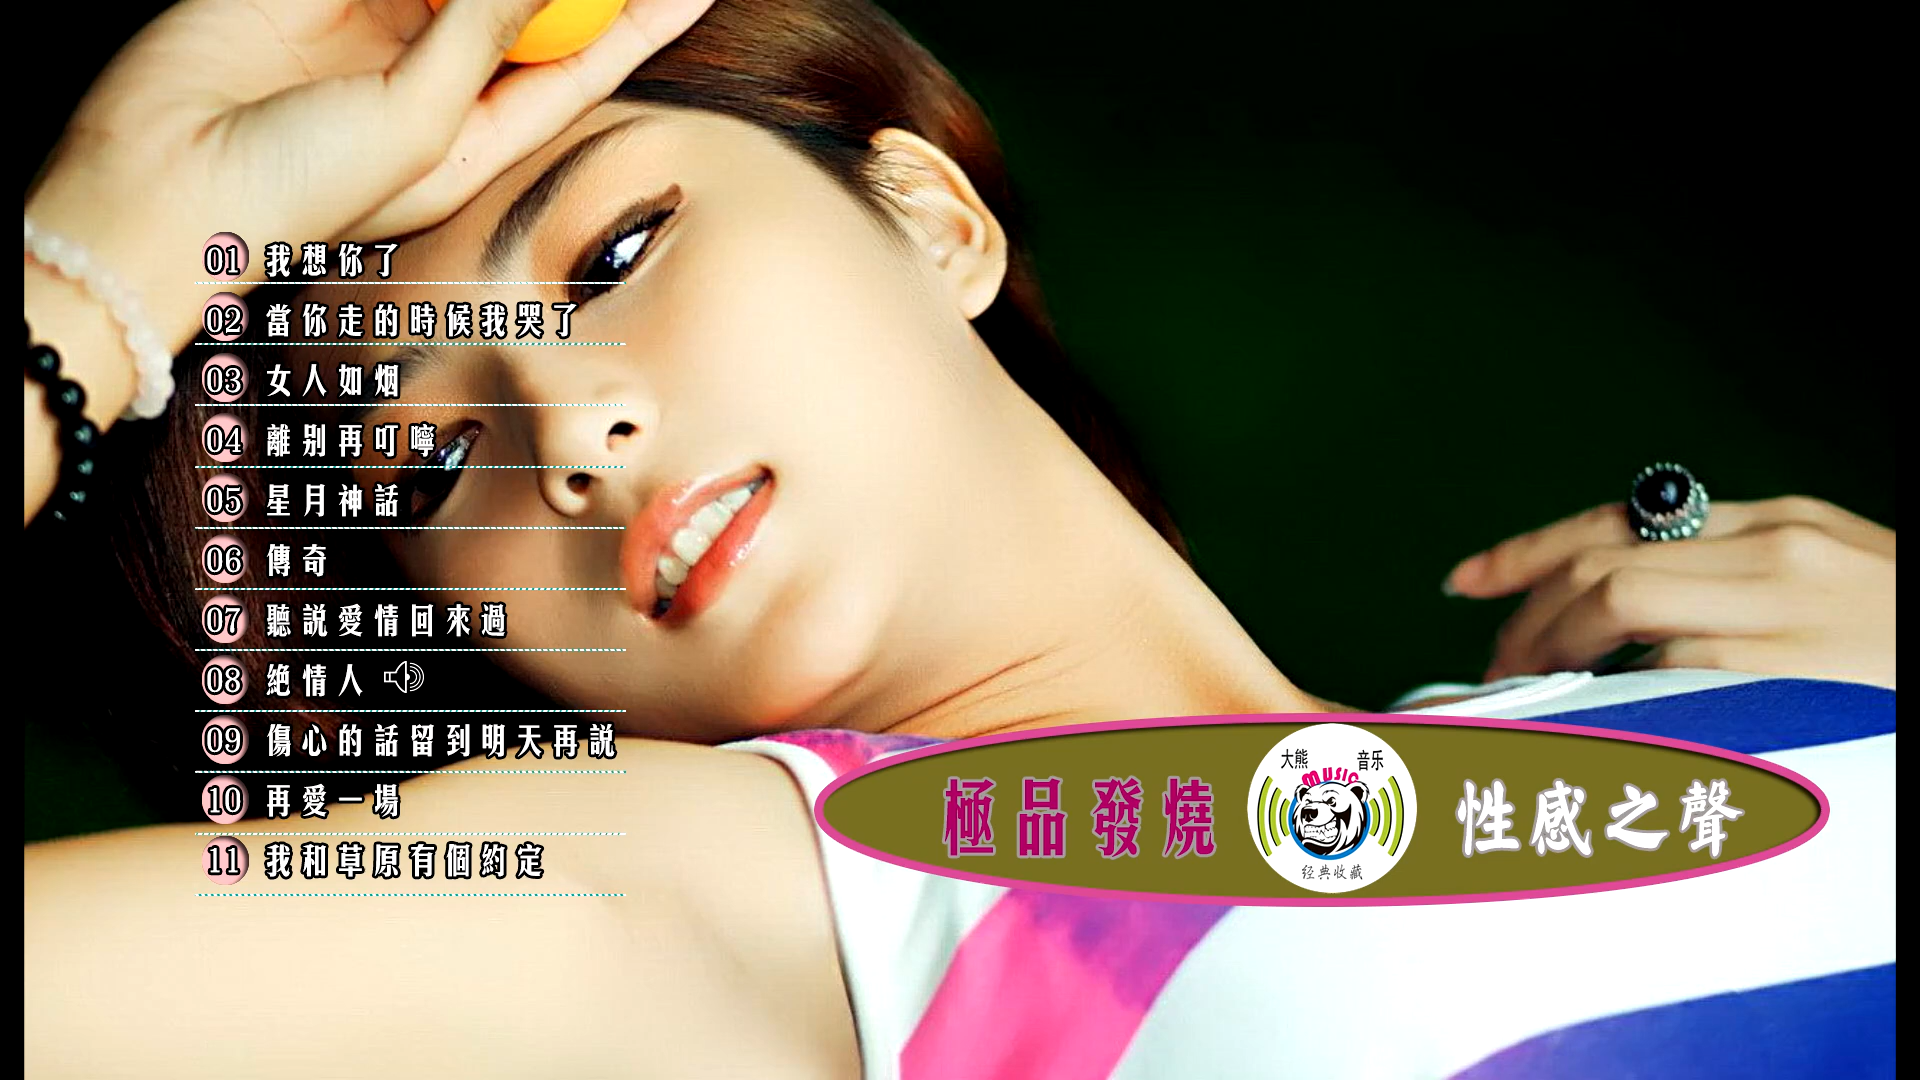 01 我想你了
02 當你走的時候我哭了
03 女人如烟
04 離别再叮嚀
05 星月神話
06 傳奇
07 聽説愛情回來過
08 絶情人
09 傷心的話留到明天再説
10 再愛一場
11 我和草原有個約定
極品發燒
大熊 音乐
MUSIC
经典收藏
性感之聲